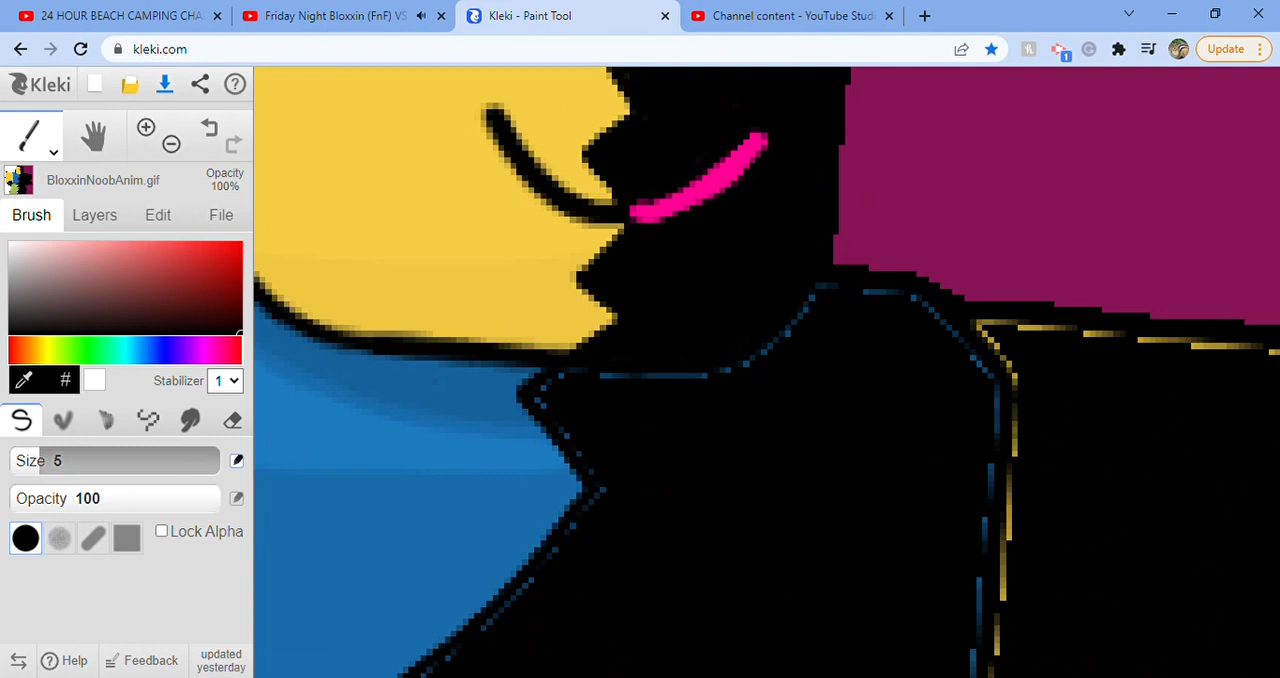 24 HOUR BEACH CAMPING CHA
Friday Night Bloxxin (FnF) VS
Kleki - Paint Tool
Channel content - YouTube Studi
kleki.com
1
Update
Kleki
BloxxinNoobAnim.gif
Opacity
100%
Brush
Layers
Edit
File
#
Stabilizer
1
Size 5
Opacity 100
Lock Alpha
Help
Feedback
updated
yesterday